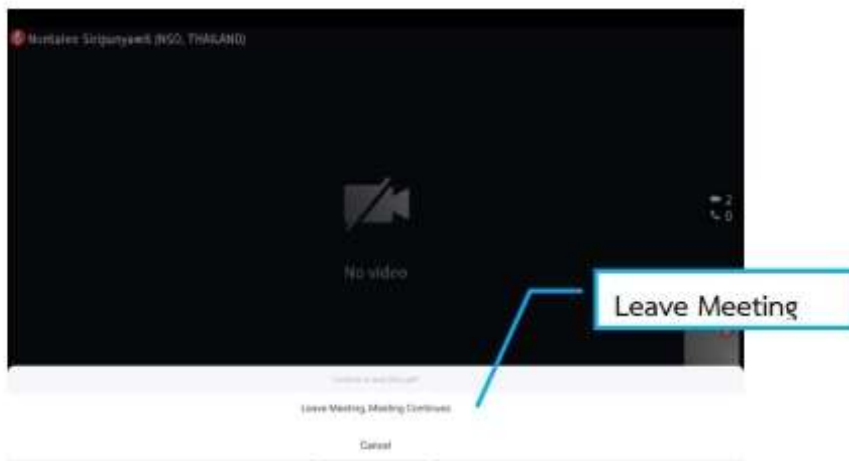 (NSO, THAILAND)
2
0
No video
Leave Meeting
Leave Meeting, Meeting Continues
Cancel